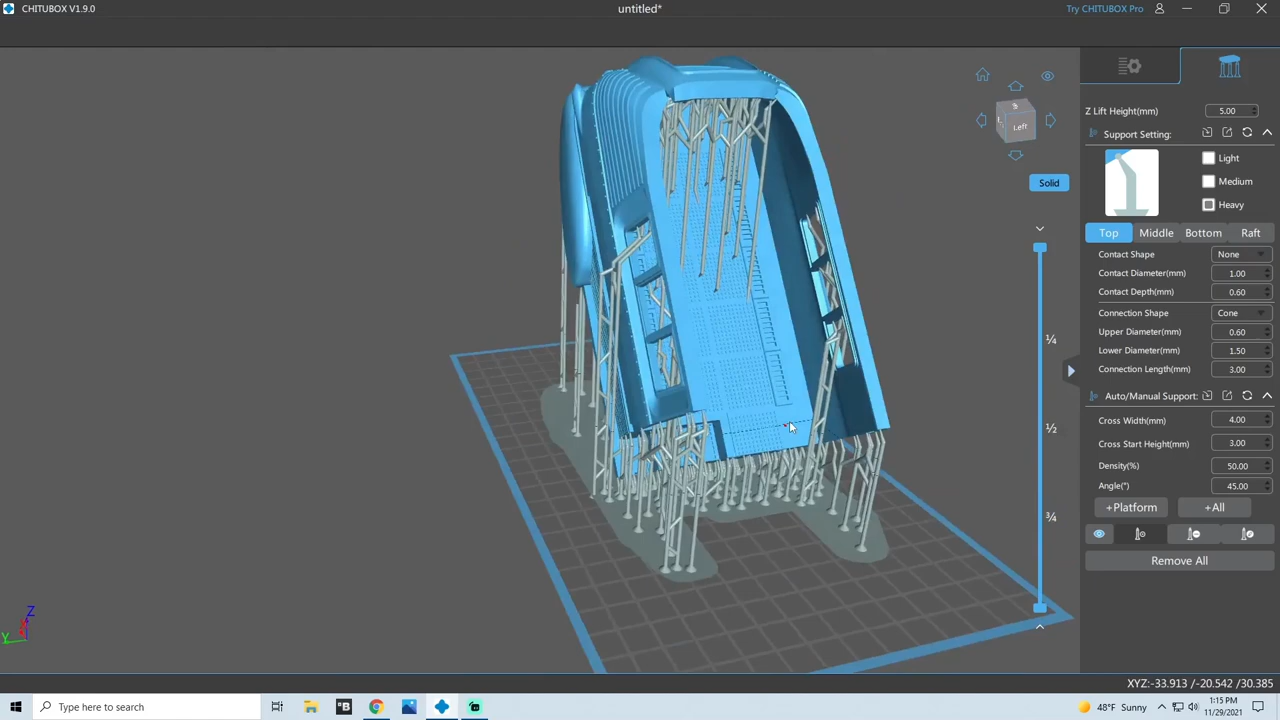 CHITUBOX V1.9.0
untitled*
Try CHITUBOX Pro
Left
Solid
¼
½
¾
Z Lift Height(mm) 5.00
Support Setting:
Light
Medium
Heavy
Top Middle Bottom Raft
Contact Shape None
Contact Diameter(mm) 1.00
Contact Depth(mm) 0.60
Connection Shape Cone
Upper Diameter(mm) 0.60
Lower Diameter(mm) 1.50
Connection Length(mm) 3.00
Auto/Manual Support:
Cross Width(mm) 4.00
Cross Start Height(mm) 3.00
Density(%) 50.00
Angle(°) 45.00
+Platform +All
Remove All
Z
Y
XYZ:-33.913 /-20.542 /30.385
Type here to search
48°F Sunny
1:15 PM
11/29/2021